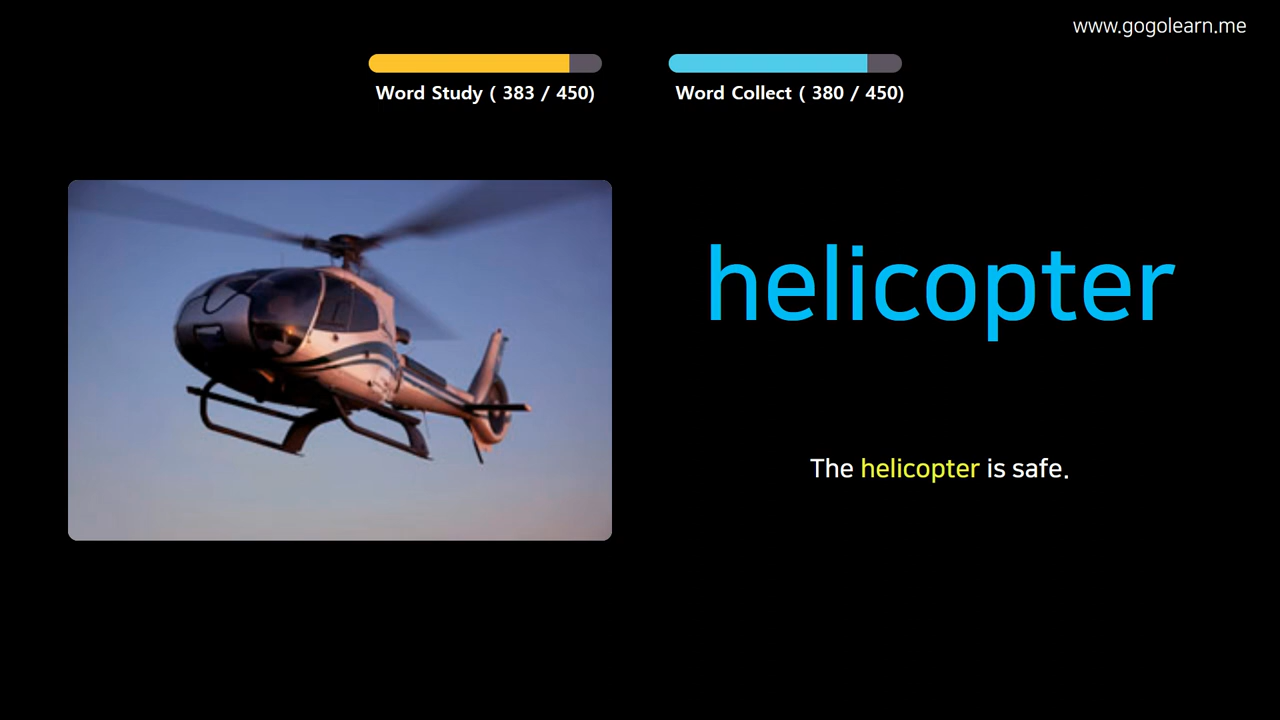 www.gogolearn.me
Word Study ( 383 / 450)
Word Collect ( 380 / 450)
helicopter
The helicopter is safe.